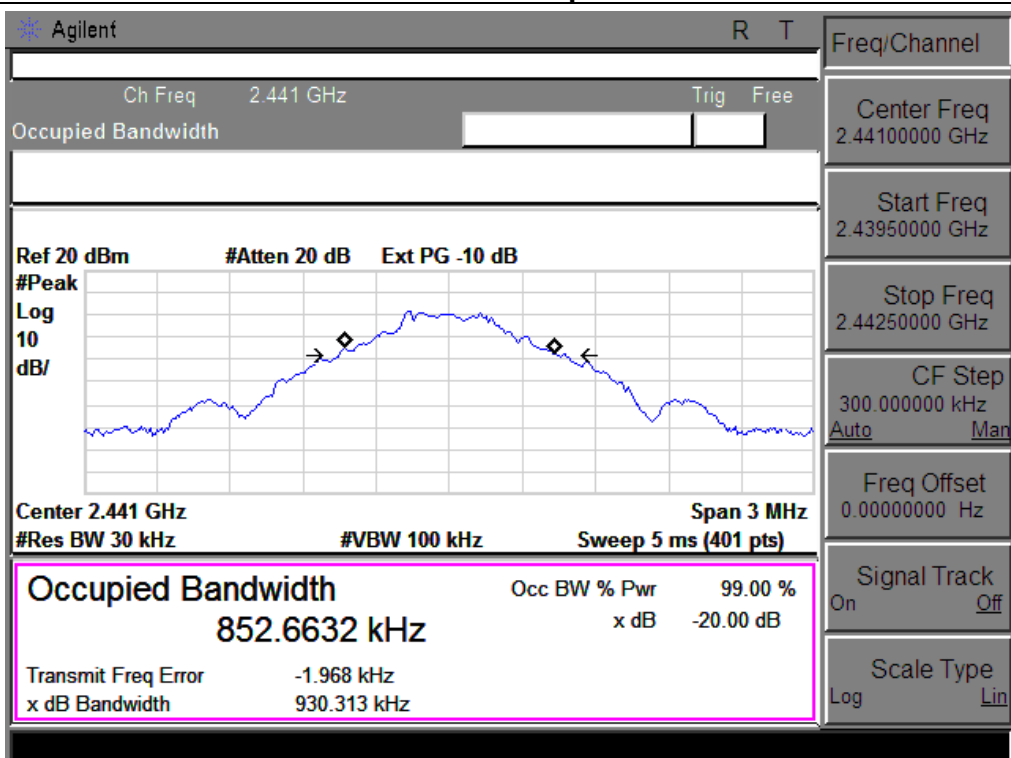 Agilent R T
Ch Freq 2.441 GHz Trig Free
Occupied Bandwidth
Ref 20 dBm #Atten 20 dB Ext PG -10 dB
#Peak
Log
10
dB/
Center 2.441 GHz Span 3 MHz
#Res BW 30 kHz #VBW 100 kHz Sweep 5 ms (401 pts)
Occupied Bandwidth Occ BW % Pwr 99.00 %
852.6632 kHz x dB -20.00 dB
Transmit Freq Error -1.968 kHz
x dB Bandwidth 930.313 kHz
Freq/Channel
Center Freq
2.44100000 GHz
Start Freq
2.43950000 GHz
Stop Freq
2.44250000 GHz
CF Step
300.000000 kHz
Auto Man
Freq Offset
0.00000000 Hz
Signal Track
On Off
Scale Type
Log Lin